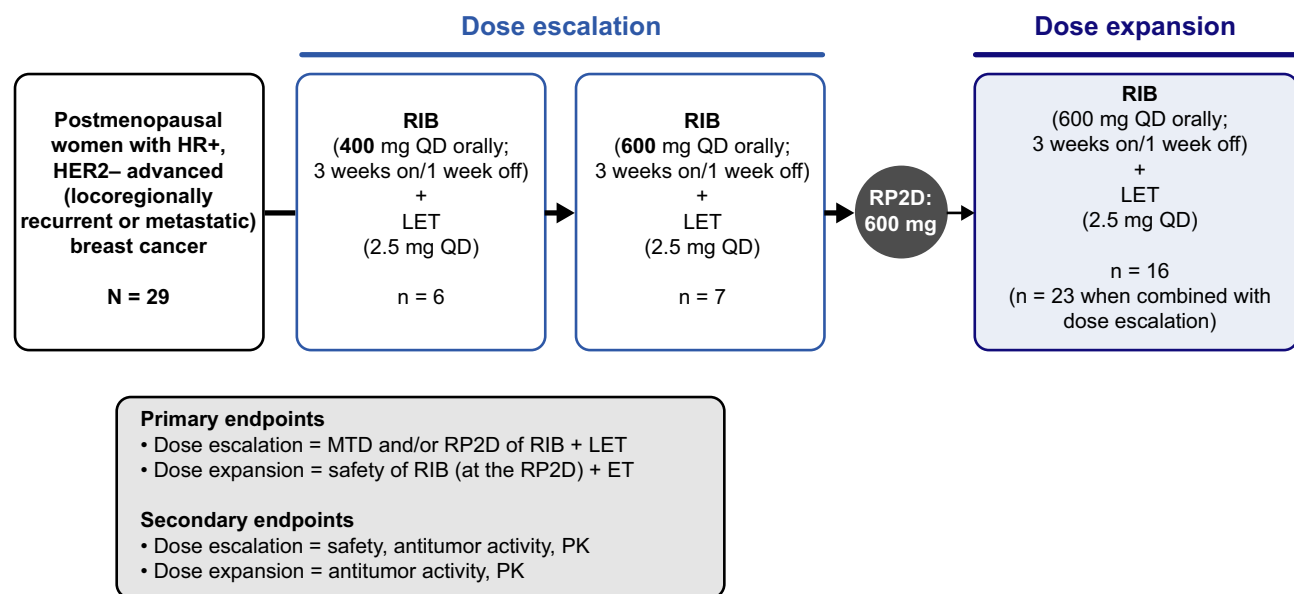 Dose escalation
Dose expansion
Postmenopausal
women with HR+,
HER2– advanced
(locoregionally
recurrent or metastatic)
breast cancer
N = 29
RIB
(400 mg QD orally;
3 weeks on/1 week off)
+
LET
(2.5 mg QD)
n = 6
RIB
(600 mg QD orally;
3 weeks on/1 week off)
+
LET
(2.5 mg QD)
n = 7
RP2D:
600 mg
RIB
(600 mg QD orally;
3 weeks on/1 week off)
+
LET
(2.5 mg QD)
n = 16
(n = 23 when combined with
dose escalation)
Primary endpoints
• Dose escalation = MTD and/or RP2D of RIB + LET
• Dose expansion = safety of RIB (at the RP2D) + ET
Secondary endpoints
• Dose escalation = safety, antitumor activity, PK
• Dose expansion = antitumor activity, PK